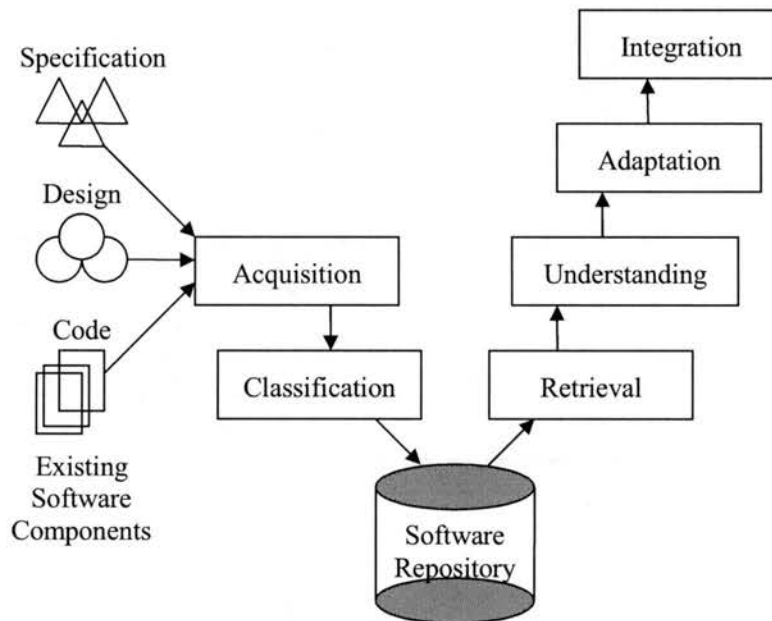 Specification
Design
Code
Existing
Software
Components
Acquisition
Classification
Software
Repository
Retrieval
Understanding
Adaptation
Integration